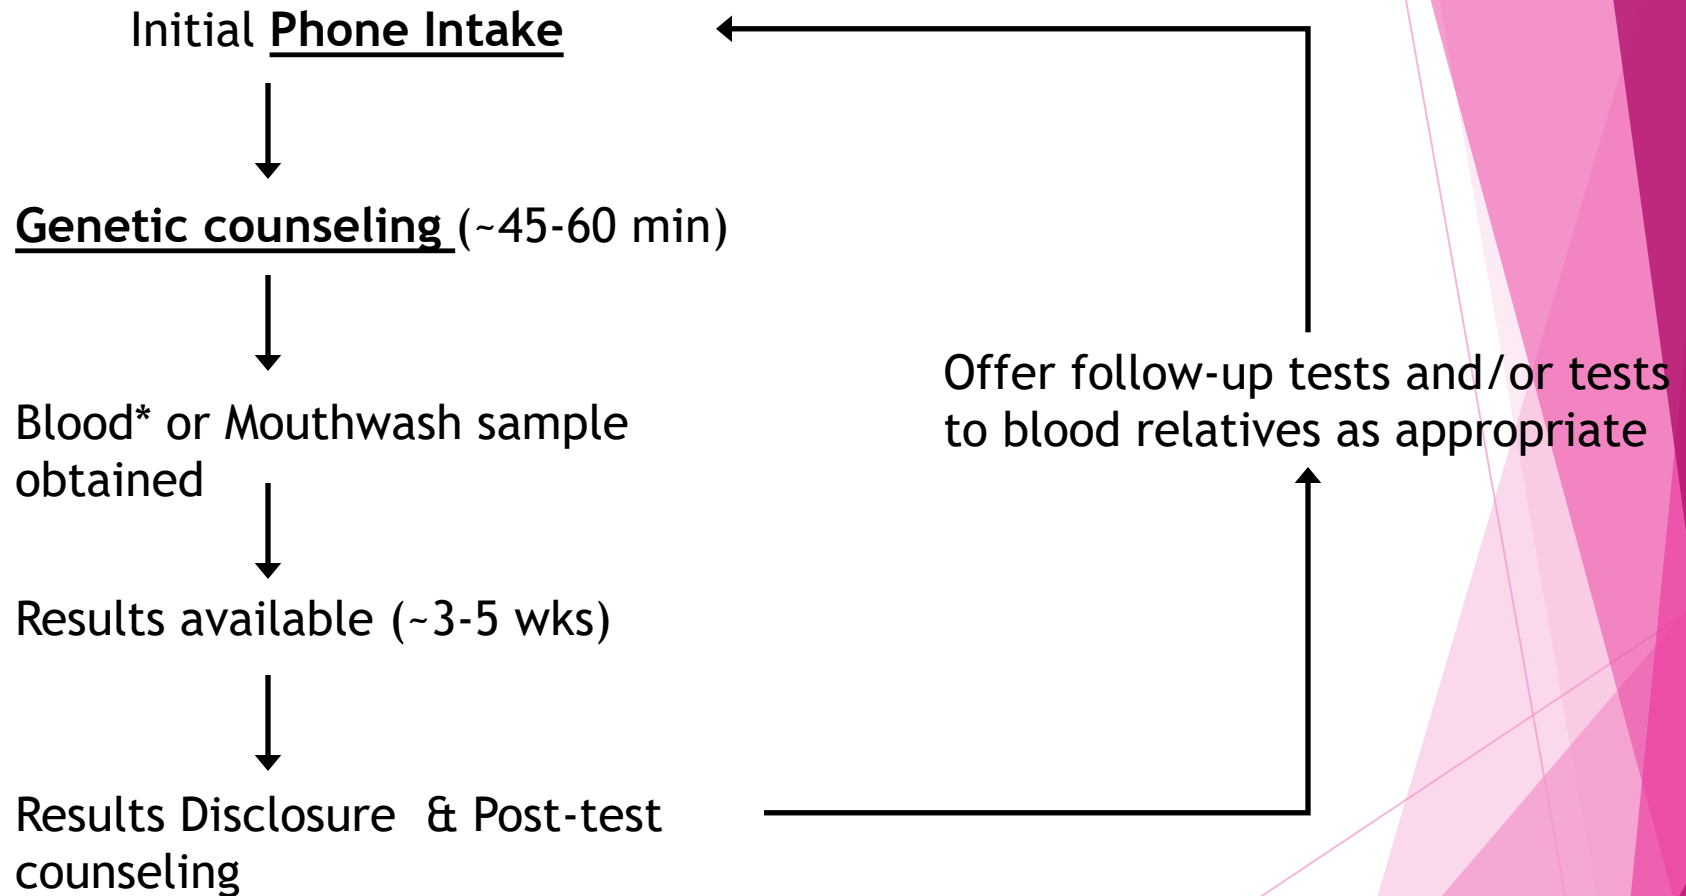 Initial Phone Intake
Genetic counseling (~45-60 min)
Blood* or Mouthwash sample
obtained
Results available (~3-5 wks)
Results Disclosure  & Post-test
counseling
Offer follow-up tests and/or tests
to blood relatives as appropriate